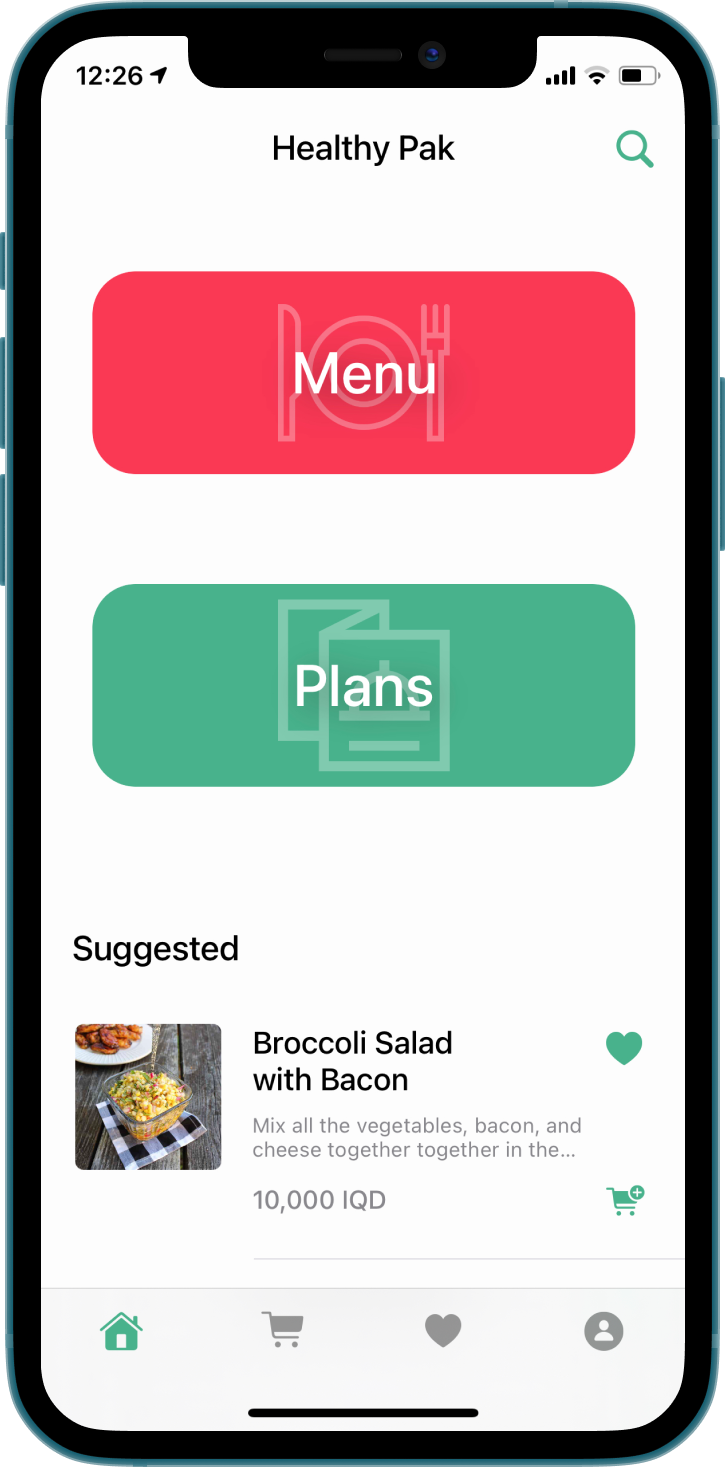 12:26
Healthy Pak
Menu
Plans
Suggested
Broccoli Salad
with Bacon
Mix all the vegetables, bacon, and
cheese together together in the...
10,000 IQD